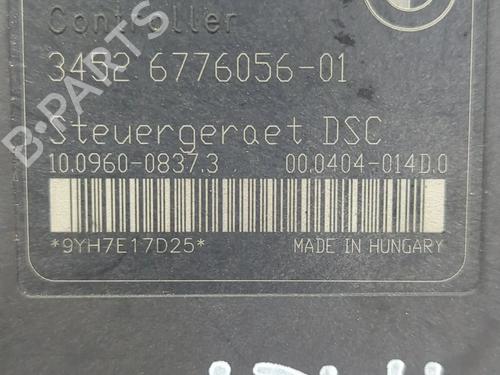 Controller
3452 6776056-01
Steuergeraet DSC
10.0960-0837.3 00.0404-014D.0
*9YH7E17D25* MADE IN HUNGARY
B-PARTS